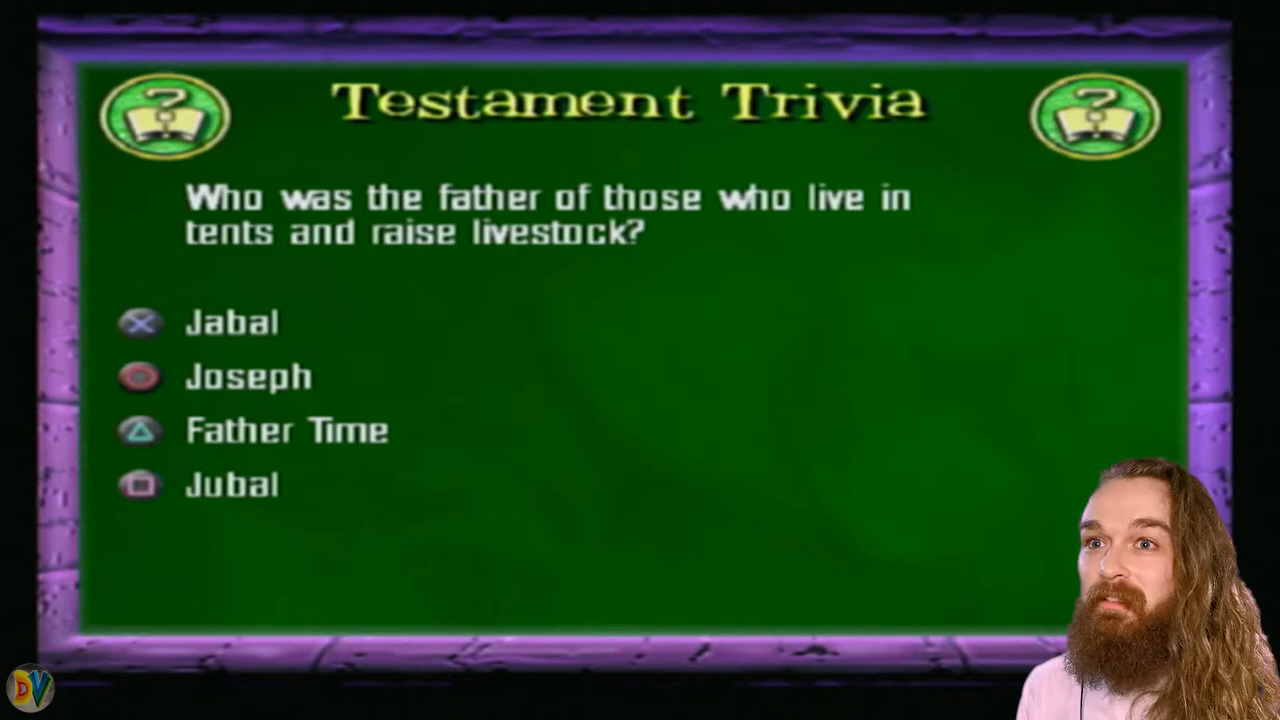 Testament Trivia
Who was the father of those who live in
tents and raise livestock?
Jabal
Joseph
Father Time
Jubal
DV